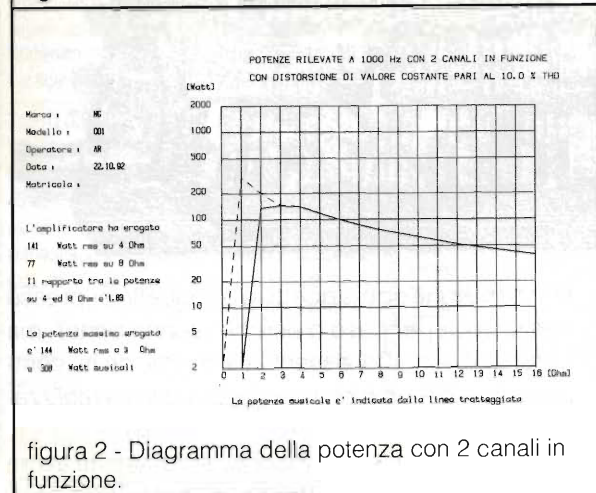 POTENZE RILEVATE A 1000 Hz CON 2 CANALI IN FUNZIONE
CON DISTORSIONE DI VALORE COSTANTE PARI AL 10.0 % THD
[Watt]
2000
1000
500
200
100
50
20
10
5
2
0 1 2 3 4 5 6 7 8 9 10 11 12 13 14 15 16 [Ohm]
La potenza musicale e' indicata dalla linea tratteggiata
Marca :
Modello : 001
Operatore : AR
Data : 22.10.92
Matricola :
L'amplificatore ha erogato
141 Watt rms su 4 Ohm
77 Watt rms su 8 Ohm
Il rapporto tra le potenze
su 4 ed 8 Ohm e' 1.83
La potenza massima erogata
e' 144 Watt rms a 3 Ohm
e 300 Watt musicali
figura 2 - Diagramma della potenza con 2 canali in
funzione.